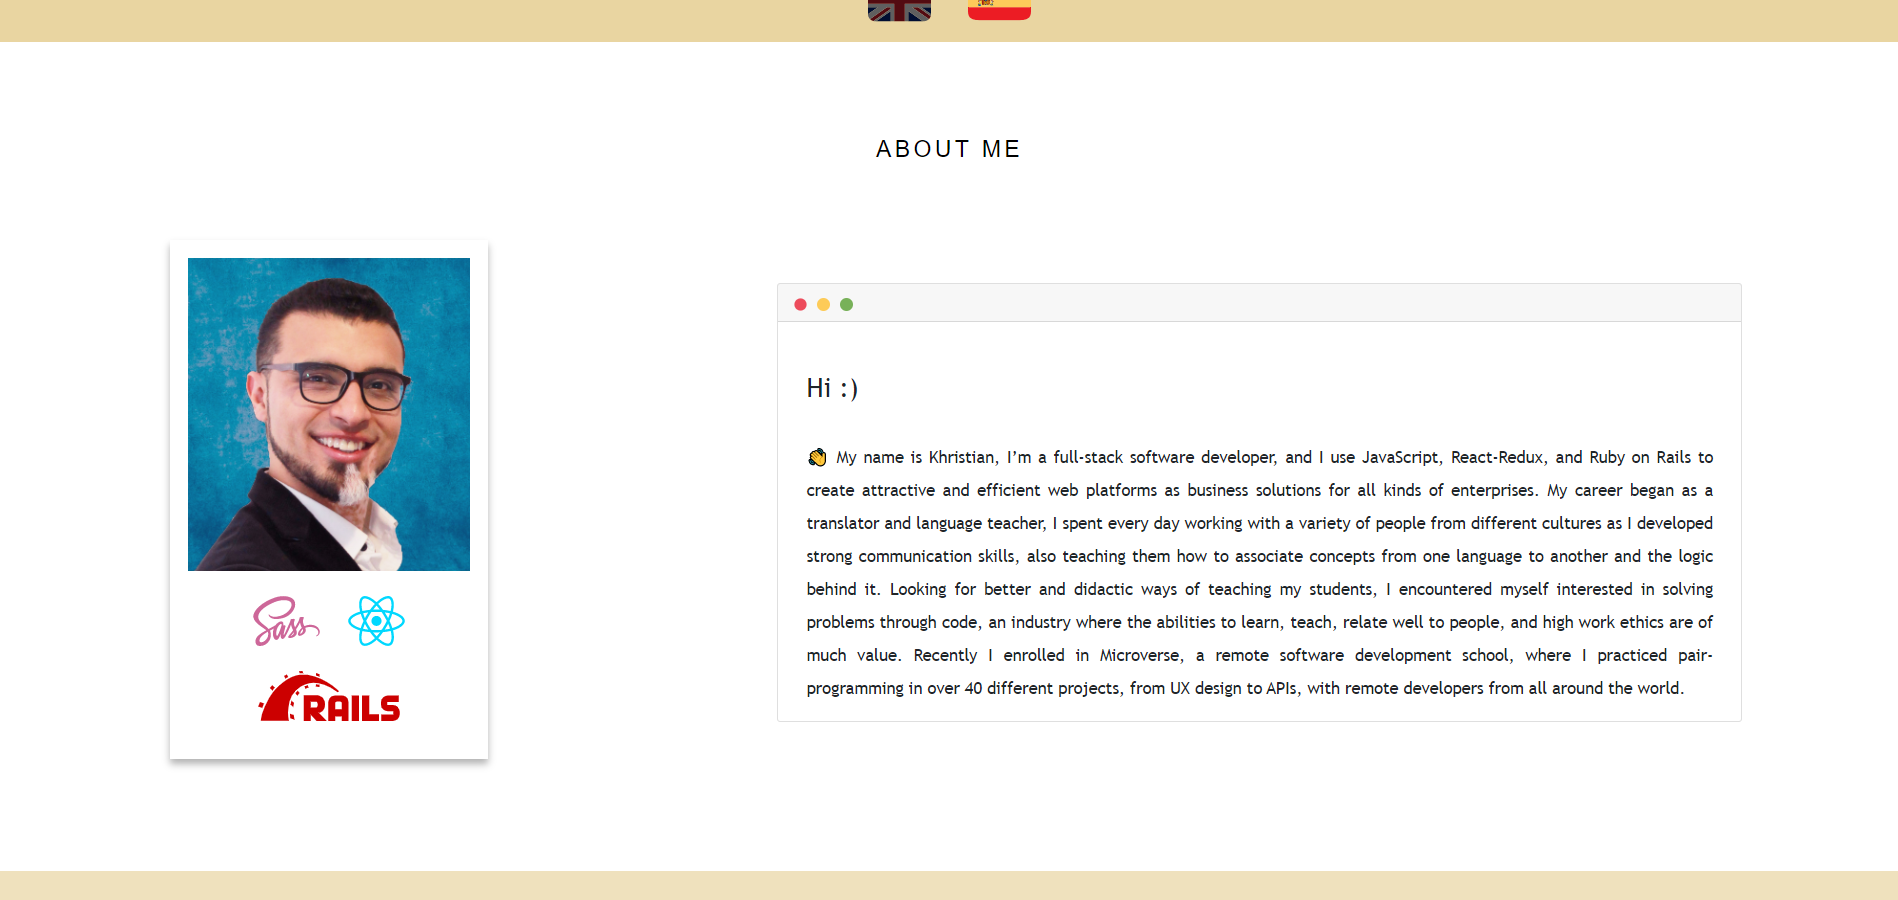 ABOUT ME
Sass
RAILS
Hi :)
👋 My name is Khristian, I’m a full-stack software developer, and I use JavaScript, React-Redux, and Ruby on Rails to
create attractive and efficient web platforms as business solutions for all kinds of enterprises. My career began as a
translator and language teacher, I spent every day working with a variety of people from different cultures as I developed
strong communication skills, also teaching them how to associate concepts from one language to another and the logic
behind it. Looking for better and didactic ways of teaching my students, I encountered myself interested in solving
problems through code, an industry where the abilities to learn, teach, relate well to people, and high work ethics are of
much value. Recently I enrolled in Microverse, a remote software development school, where I practiced pair-
programming in over 40 different projects, from UX design to APIs, with remote developers from all around the world.